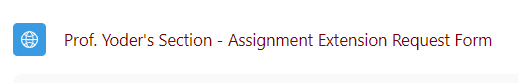 Prof. Yoder's Section - Assignment Extension Request Form